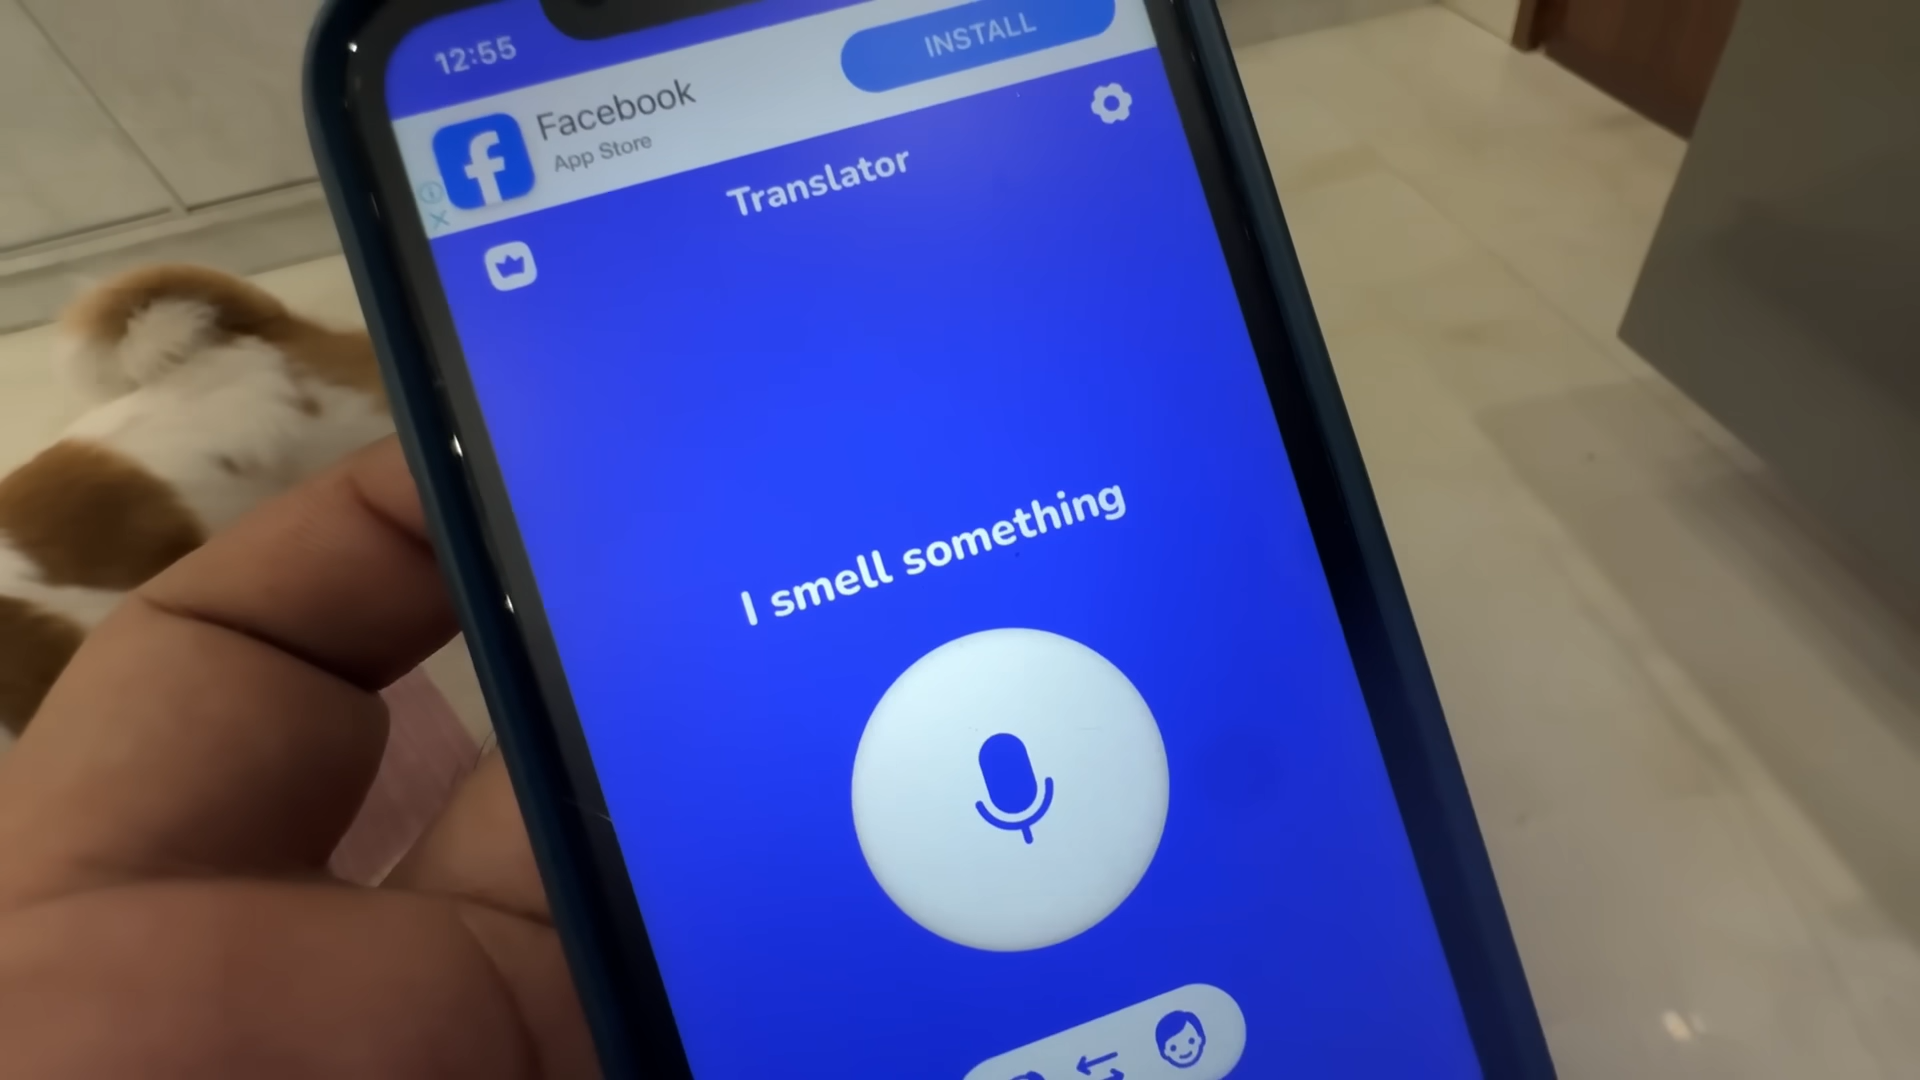 12:55
INSTALL
Facebook
App Store
Translator
I smell something